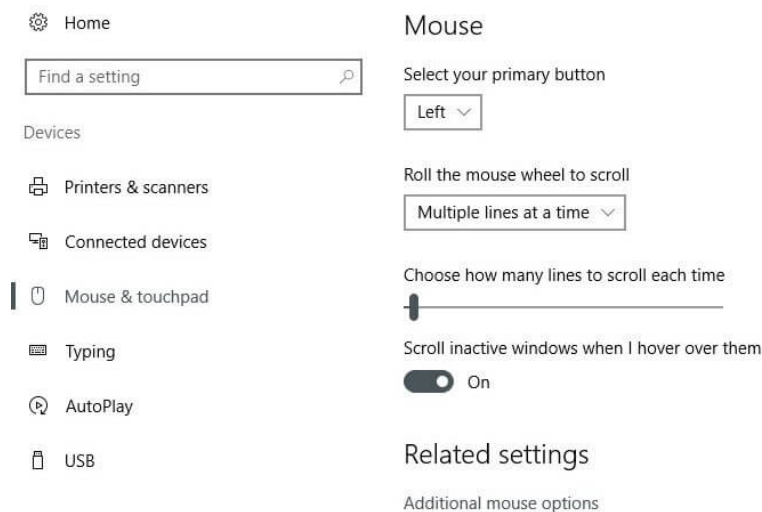 Home
Find a setting
Devices
Printers & scanners
Connected devices
Mouse & touchpad
Typing
AutoPlay
USB
Mouse
Select your primary button
Left
Roll the mouse wheel to scroll
Multiple lines at a time
Choose how many lines to scroll each time
Scroll inactive windows when I hover over them
On
Related settings
Additional mouse options